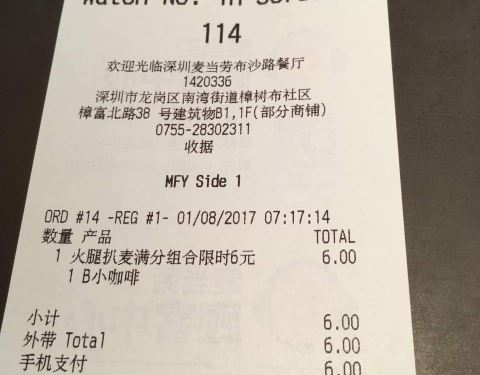 114
欢迎光临深圳麦当劳布沙路餐厅
1420336
深圳市龙岗区南湾街道樟树布社区
樟富北路38 号建筑物B1,1F(部分商铺)
0755-28302311
收据
MFY Side 1
ORD #14 -REG #1- 01/08/2017 07:17:14
数量 产品 TOTAL
1 火腿扒麦满分组合限时6元 6.00
1 B小咖啡
小计 6.00
外带 Total 6.00
手机支付 6.00